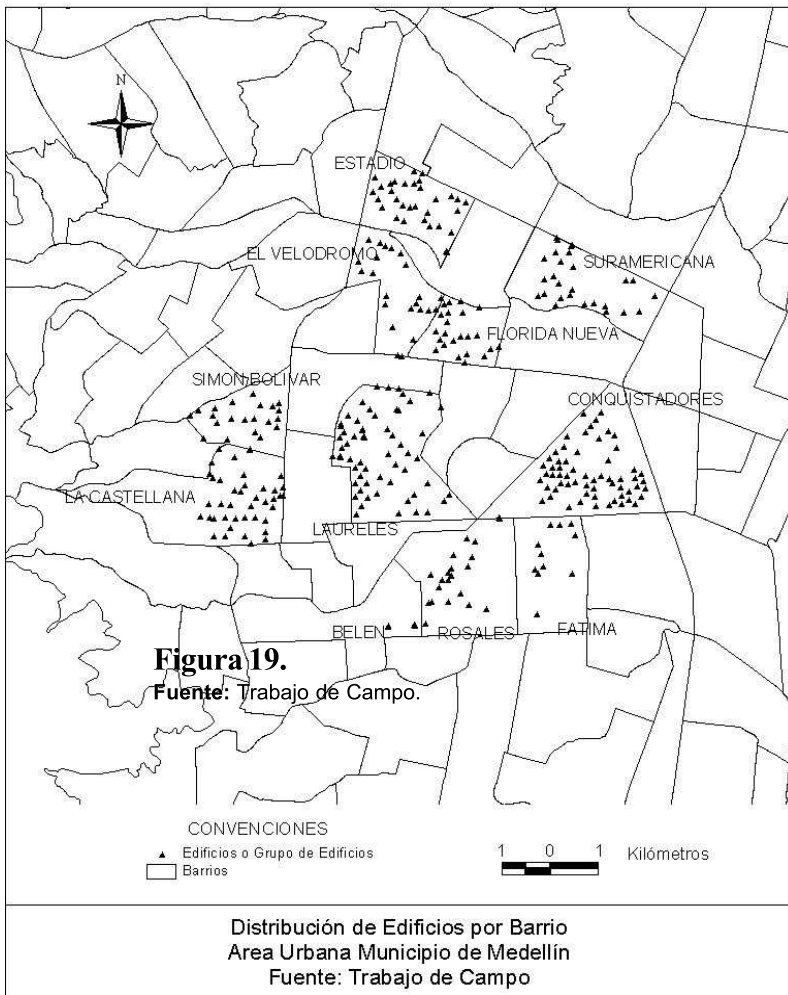 N
ESTADIO
EL VELODROMO
SURAMERICANA
FLORIDA NUEVA
SIMON BOLIVAR
CONQUISTADORES
LA CASTELLANA
LAURELES
BELEN
ROSALES
FATIMA
Figura 19.
Fuente: Trabajo de Campo.
CONVENCIONES
Edificios o Grupo de Edificios
Barrios
1 0 1 Kilómetros
Distribución de Edificios por Barrio
Area Urbana Municipio de Medellín
Fuente: Trabajo de Campo